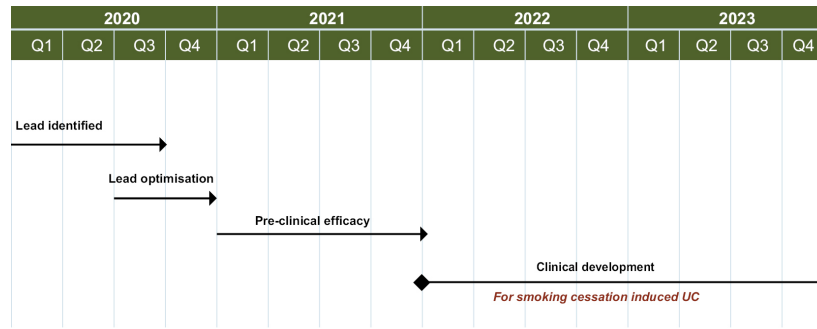 2020 2021 2022 2023
Q1 Q2 Q3 Q4 Q1 Q2 Q3 Q4 Q1 Q2 Q3 Q4 Q1 Q2 Q3 Q4
Lead identified
Lead optimisation
Pre-clinical efficacy
Clinical development
For smoking cessation induced UC